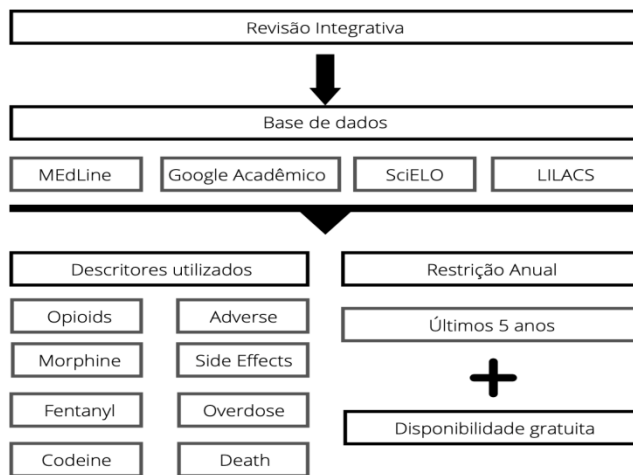 Revisão Integrativa
Base de dados
MEdLine
Google Acadêmico
SciELO
LILACS
Descritores utilizados
Restrição Anual
Opioids
Adverse
Últimos 5 anos
Morphine
Side Effects
Fentanyl
Overdose
Disponibilidade gratuita
Codeine
Death